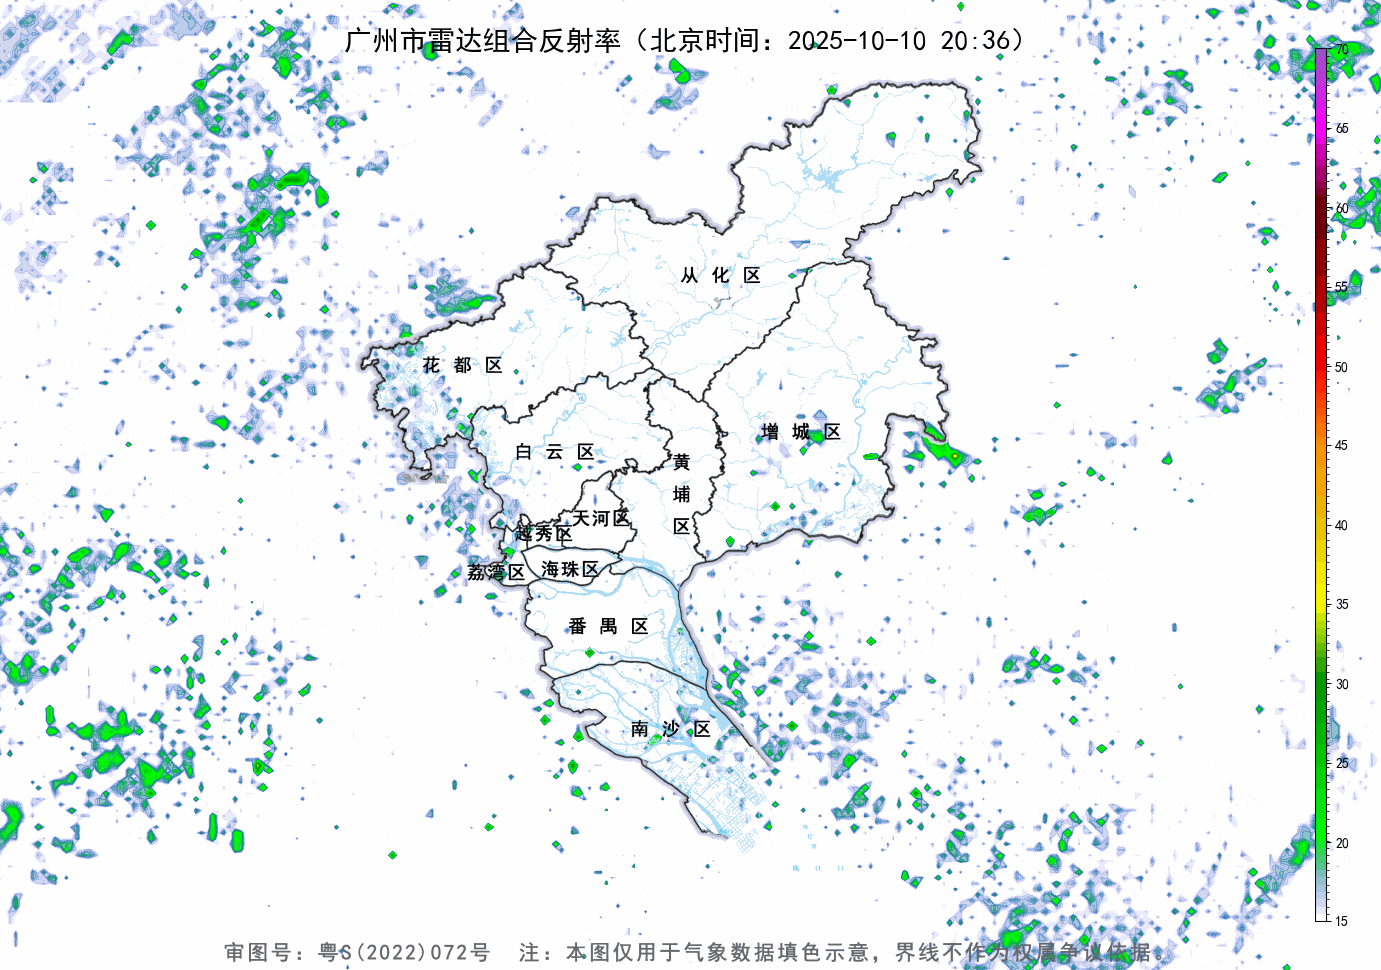 广州市雷达组合反射率（北京时间：2025-10-10 20:36）
70
65
60
55
50
45
40
35
30
25
20
15
从化区
花都区
增城区
白云区
黄埔区
天河区
越秀区
荔湾区
海珠区
番禺区
南沙区
审图号：粤S(2022)072号 注：本图仅用于气象数据填色示意，界线不作为权属争议依据。